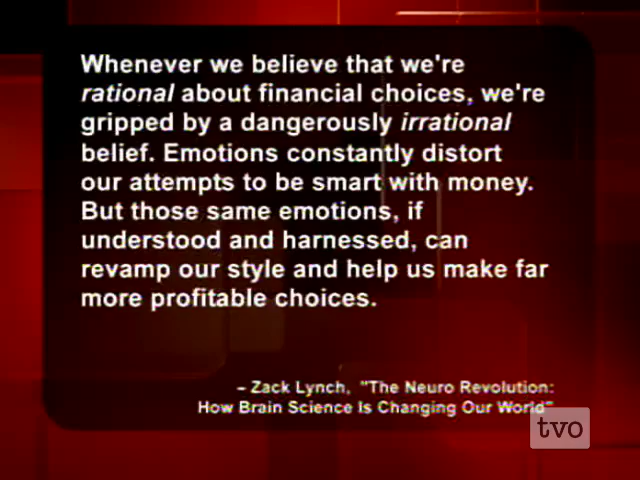 Whenever we believe that we're
rational about financial choices, we're
gripped by a dangerously irrational
belief. Emotions constantly distort
our attempts to be smart with money.
But those same emotions, if
understood and harnessed, can
revamp our style and help us make far
more profitable choices.
– Zack Lynch, "The Neuro Revolution:
How Brain Science Is Changing Our World"
tvo